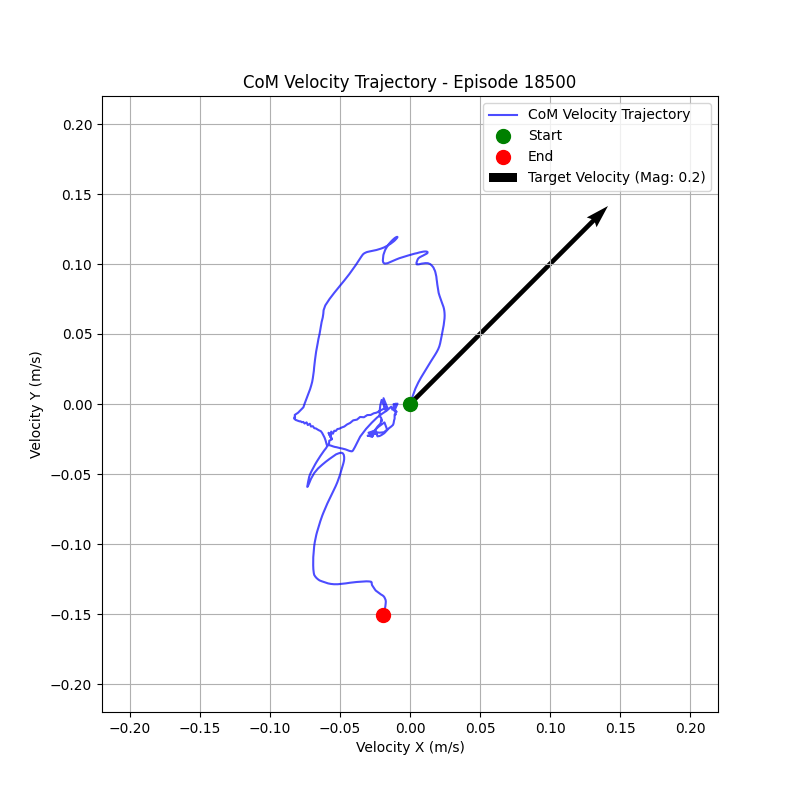 CoM Velocity Trajectory - Episode 18500
CoM Velocity Trajectory
Start
End
Target Velocity (Mag: 0.2)
0.20
0.15
0.10
0.05
0.00
−0.05
−0.10
−0.15
−0.20
Velocity Y (m/s)
−0.20 −0.15 −0.10 −0.05 0.00 0.05 0.10 0.15 0.20
Velocity X (m/s)